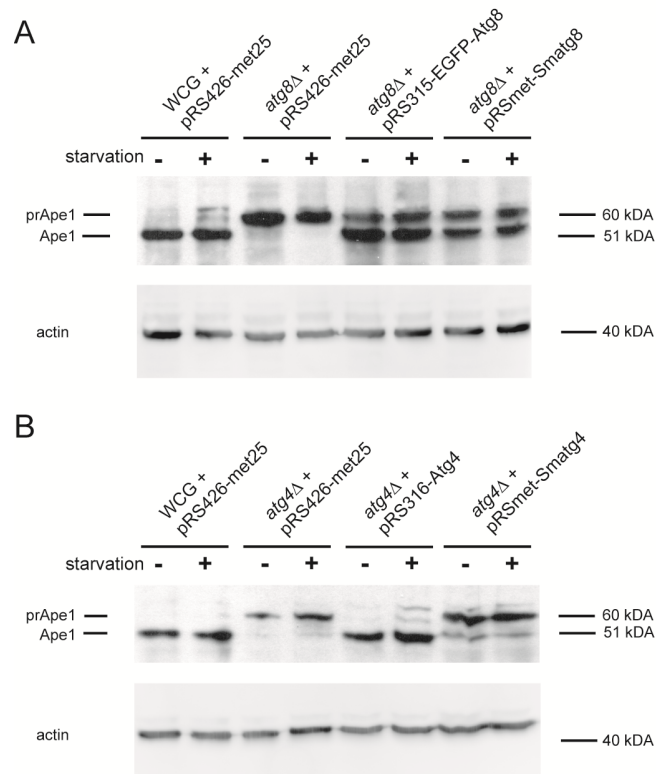 A
WCG +
pRS426-met25
atg8Δ +
pRS426-met25
atg8Δ +
pRS315-EGFP-Atg8
atg8Δ +
pRSmet-Smatg8
starvation - + - + - + - +
prApe1 60 kDA
Ape1 51 kDA
actin 40 kDA
B
WCG +
pRS426-met25
atg4Δ +
pRS426-met25
atg4Δ +
pRS316-Atg4
atg4Δ +
pRSmet-Smatg4
starvation - + - + - + - +
prApe1 60 kDA
Ape1 51 kDA
actin 40 kDA